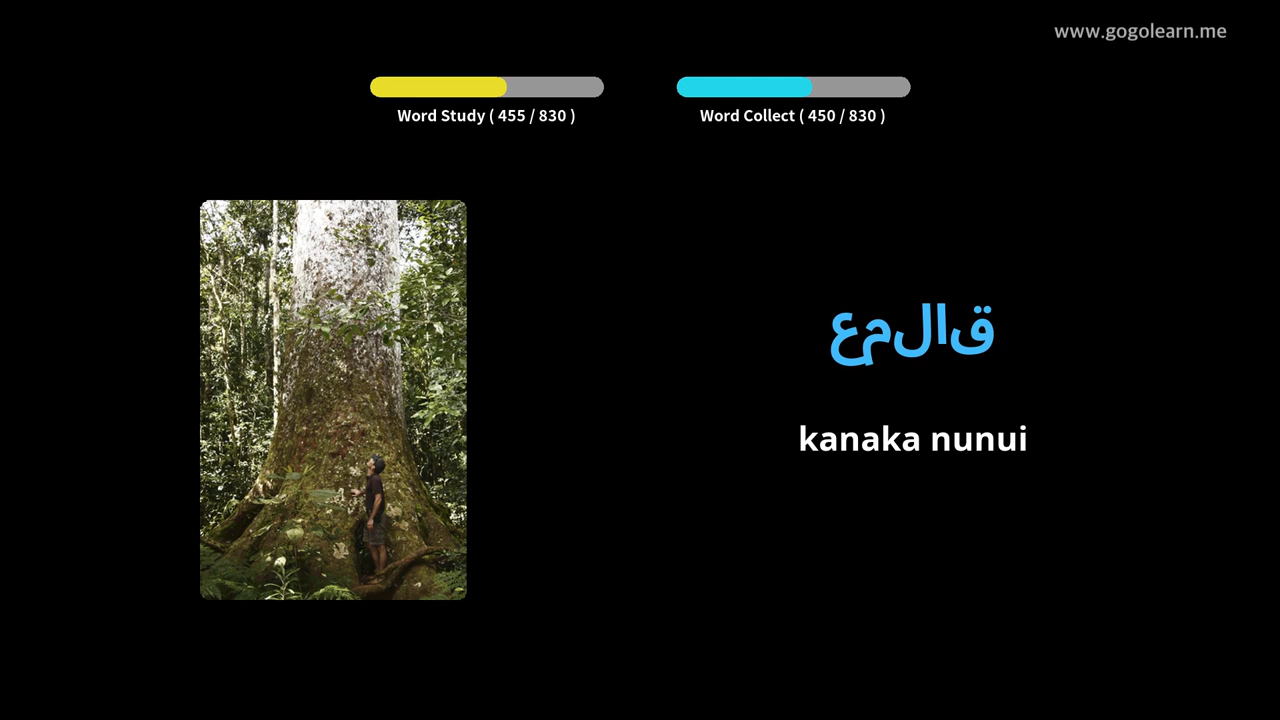 www.gogolearn.me
Word Study ( 455 / 830 )
Word Collect ( 450 / 830 )
عملاق
kanaka nunui